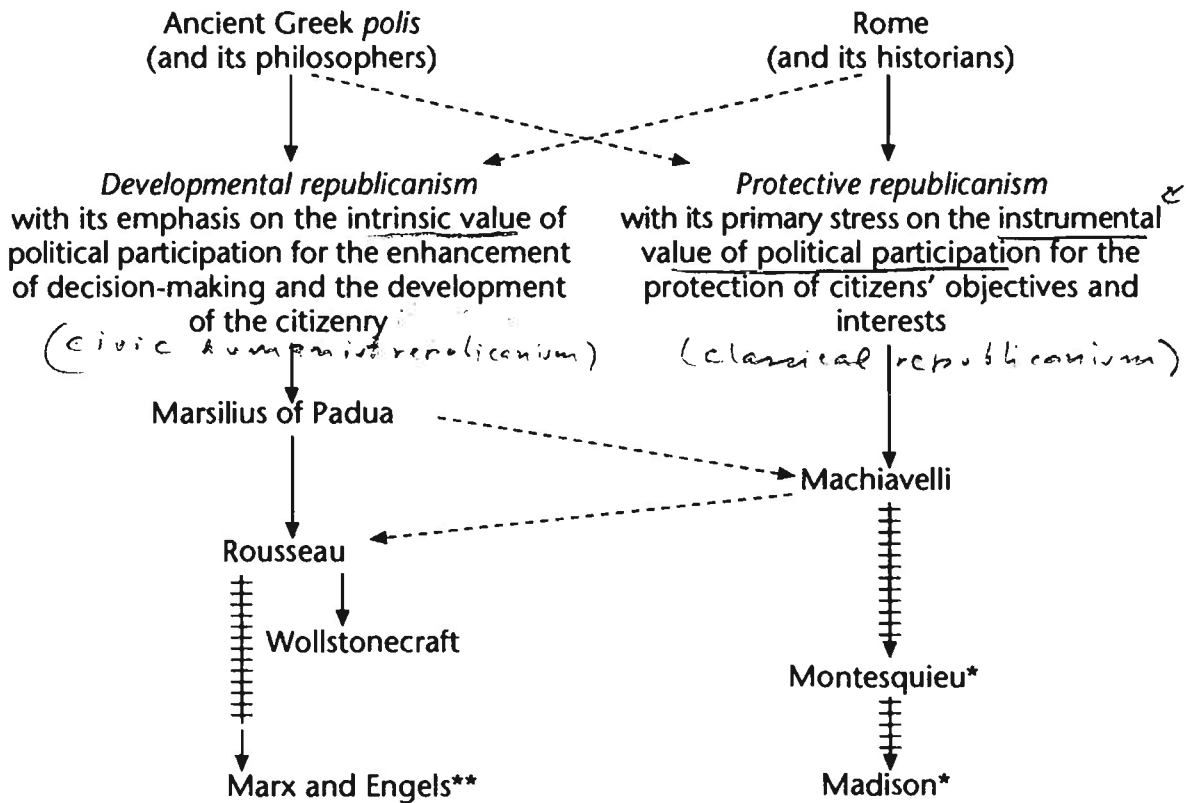 Ancient Greek polis
(and its philosophers)
Rome
(and its historians)
Developmental republicanism
with its emphasis on the intrinsic value of
political participation for the enhancement
of decision-making and the development
of the citizenry
(civic humanist republicanism)
Protective republicanism
with its primary stress on the instrumental
value of political participation for the
protection of citizens' objectives and
interests
(classical republicanism)
Marsilius of Padua
Machiavelli
Rousseau
Wollstonecraft
Montesquieu*
Marx and Engels**
Madison*